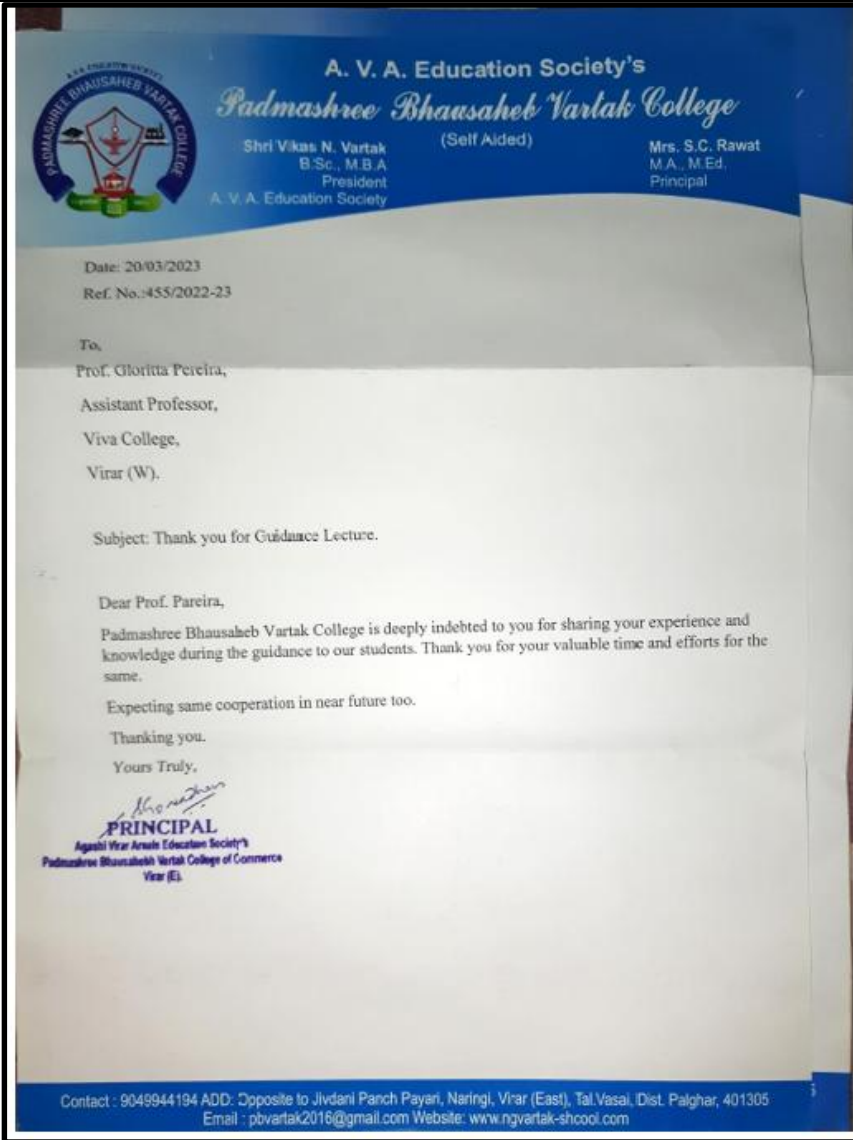 A. V. A. Education Society's
PADMASHREE BHAUSAHEB VARTAK COLLEGE
Padmashree Bhausaheb Vartak College
(Self Aided)
Shri Vikas N. Vartak
B.Sc., M.B.A
President
A. V. A. Education Society
Mrs. S.C. Rawat
M.A., M.Ed.
Principal
Date: 20/03/2023
Ref. No.:455/2022-23
To,
Prof. Gloritta Pereira,
Assistant Professor,
Viva College,
Virar (W).
Subject: Thank you for Guidance Lecture.
Dear Prof. Pareira,
Padmashree Bhausaheb Vartak College is deeply indebted to you for sharing your experience and
knowledge during the guidance to our students. Thank you for your valuable time and efforts for the
same.
Expecting same cooperation in near future too.
Thanking you.
Yours Truly,
PRINCIPAL
Agashi Virar Arnala Education Society's
Padmashree Bhausahebh Vartak College of Commerce
Virar (E).
Contact : 9049944194 ADD: Opposite to Jivdani Panch Payari, Naringi, Virar (East), Tal.Vasai, Dist. Palghar, 401305
Email : pbvartak2016@gmail.com Website: www.ngvartak-shcool.com